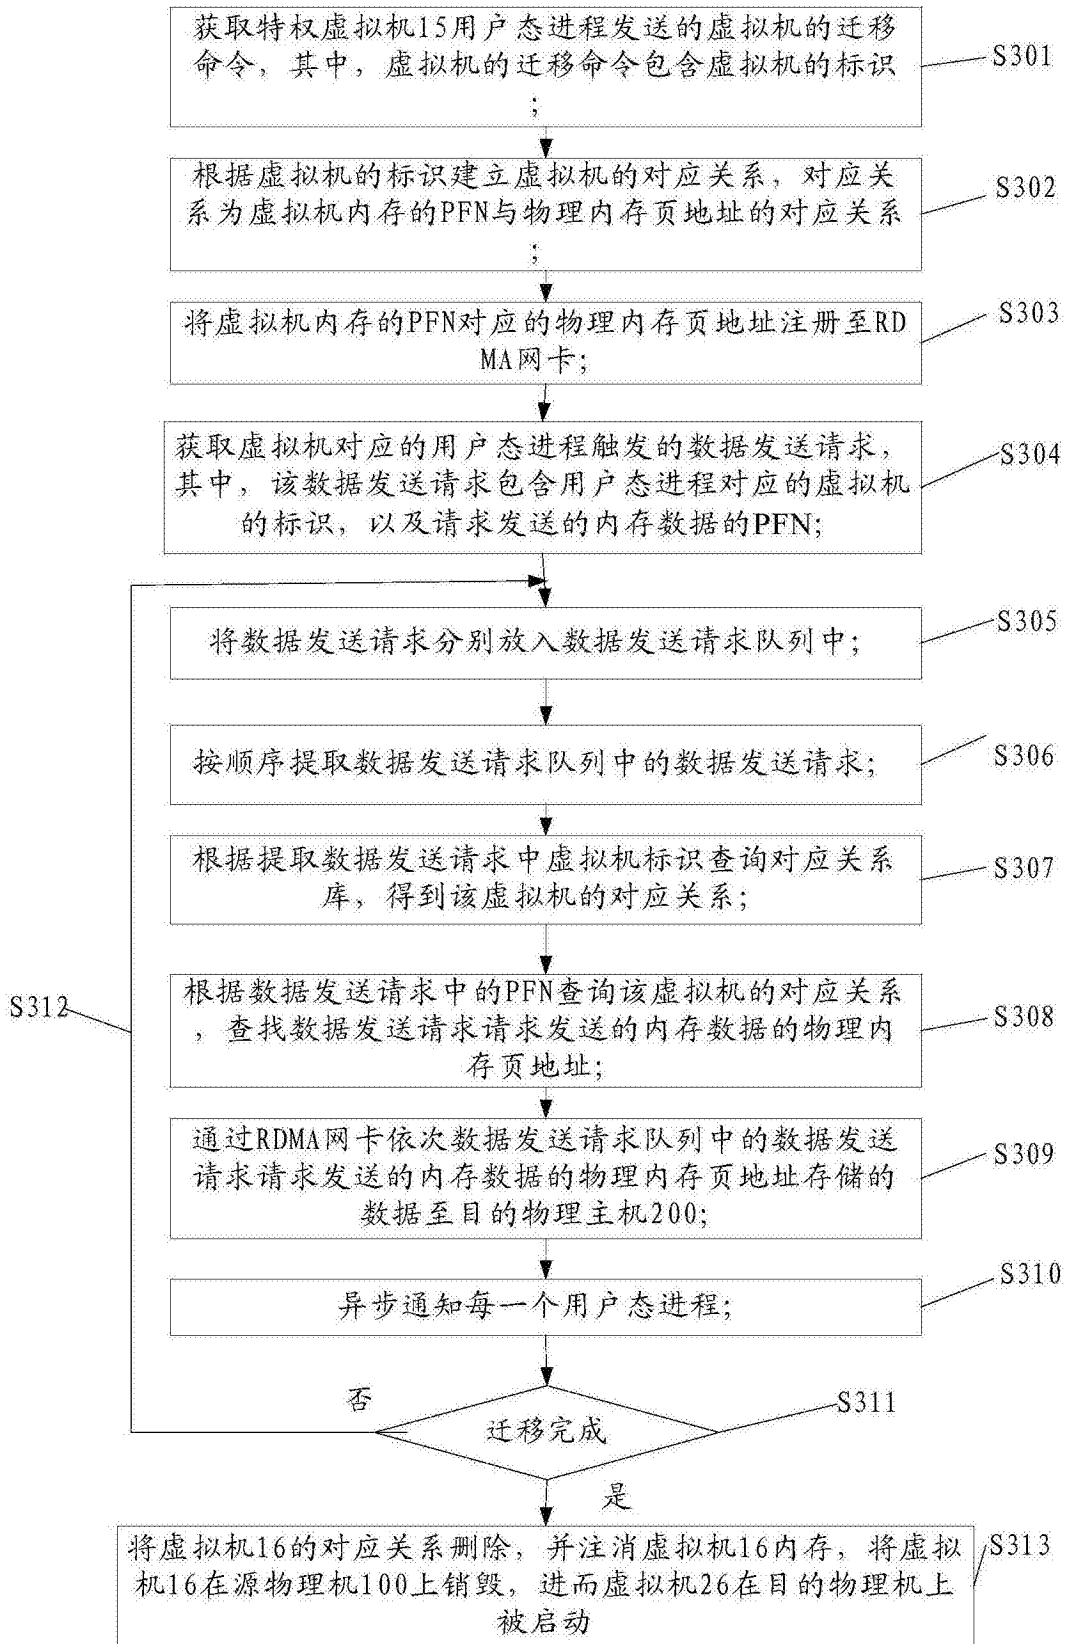 获取特权虚拟机15用户态进程发送的虚拟机的迁移
命令，其中，虚拟机的迁移命令包含虚拟机的标识
；
S301
根据虚拟机的标识建立虚拟机的对应关系，对应关
系为虚拟机内存的PFN与物理内存页地址的对应关系
；
S302
将虚拟机内存的PFN对应的物理内存页地址注册至RD
MA网卡；
S303
获取虚拟机对应的用户态进程触发的数据发送请求，
其中，该数据发送请求包含用户态进程对应的虚拟机
的标识，以及请求发送的内存数据的PFN；
S304
将数据发送请求分别放入数据发送请求队列中；
S305
按顺序提取数据发送请求队列中的数据发送请求；
S306
根据提取数据发送请求中虚拟机标识查询对应关系
库，得到该虚拟机的对应关系；
S307
根据数据发送请求中的PFN查询该虚拟机的对应关系
，查找数据发送请求请求发送的内存数据的物理内
存页地址；
S308
S312
通过RDMA网卡依次数据发送请求队列中的数据发送
请求请求发送的内存数据的物理内存页地址存储的
数据至目的物理主机200；
S309
异步通知每一个用户态进程；
S310
否
迁移完成
S311
是
将虚拟机16的对应关系删除，并注消虚拟机16内存，将虚拟
机16在源物理机100上销毁，进而虚拟机26在目的物理机上
被启动
S313